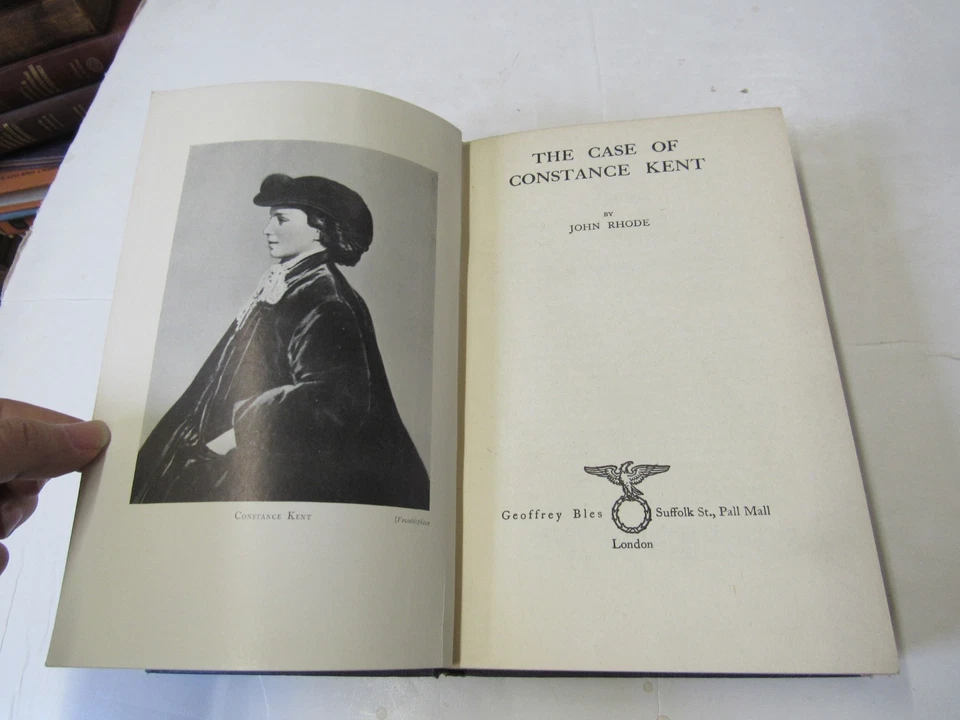 Constance Kent
[Frontispiece
THE CASE OF
CONSTANCE KENT
BY
JOHN RHODE
Geoffrey Bles Suffolk St., Pall Mall
London